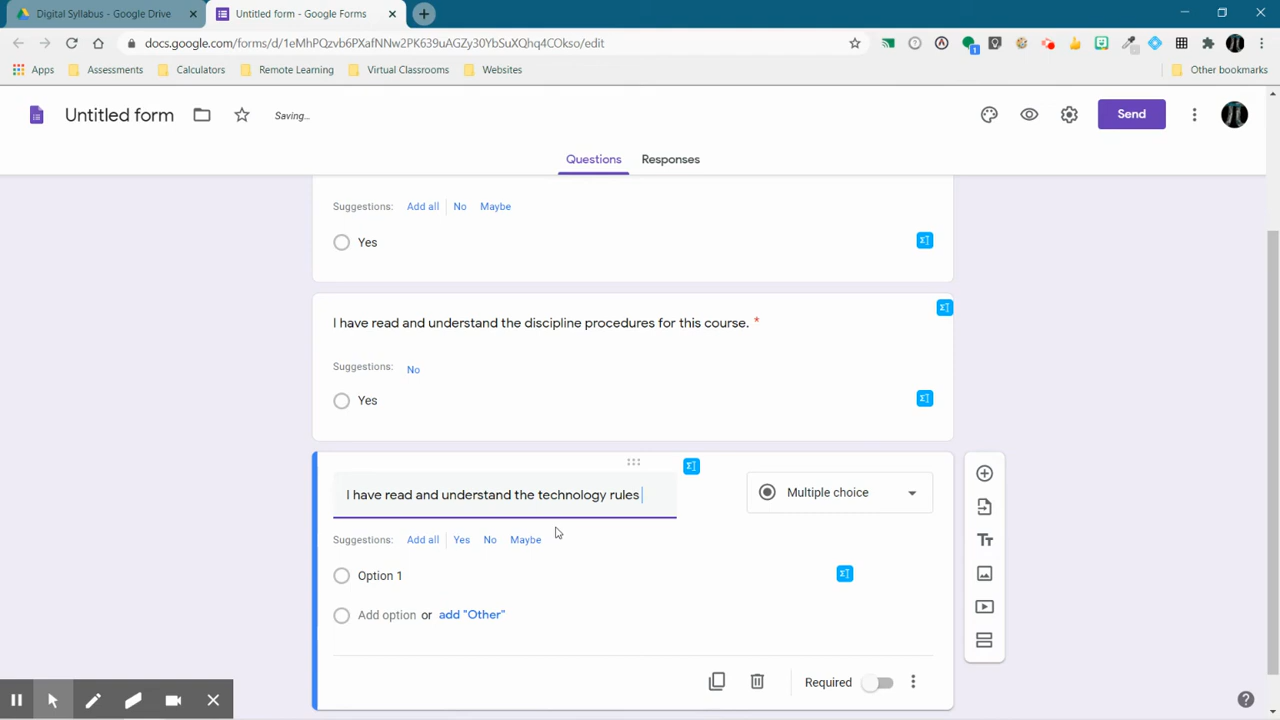 Digital Syllabus - Google Drive
Untitled form - Google Forms
docs.google.com/forms/d/1eMhPQzvb6PXafNNw2PK639uAGZy30YbSuXQhq4COkso/edit
Apps Assessments Calculators Remote Learning Virtual Classrooms Websites Other bookmarks
Untitled form Saving... Send
Questions Responses
Suggestions: Add all No Maybe
Yes
I have read and understand the discipline procedures for this course. *
Suggestions: No
Yes
I have read and understand the technology rules
Multiple choice
Suggestions: Add all Yes No Maybe
Option 1
Add option or add "Other"
Required